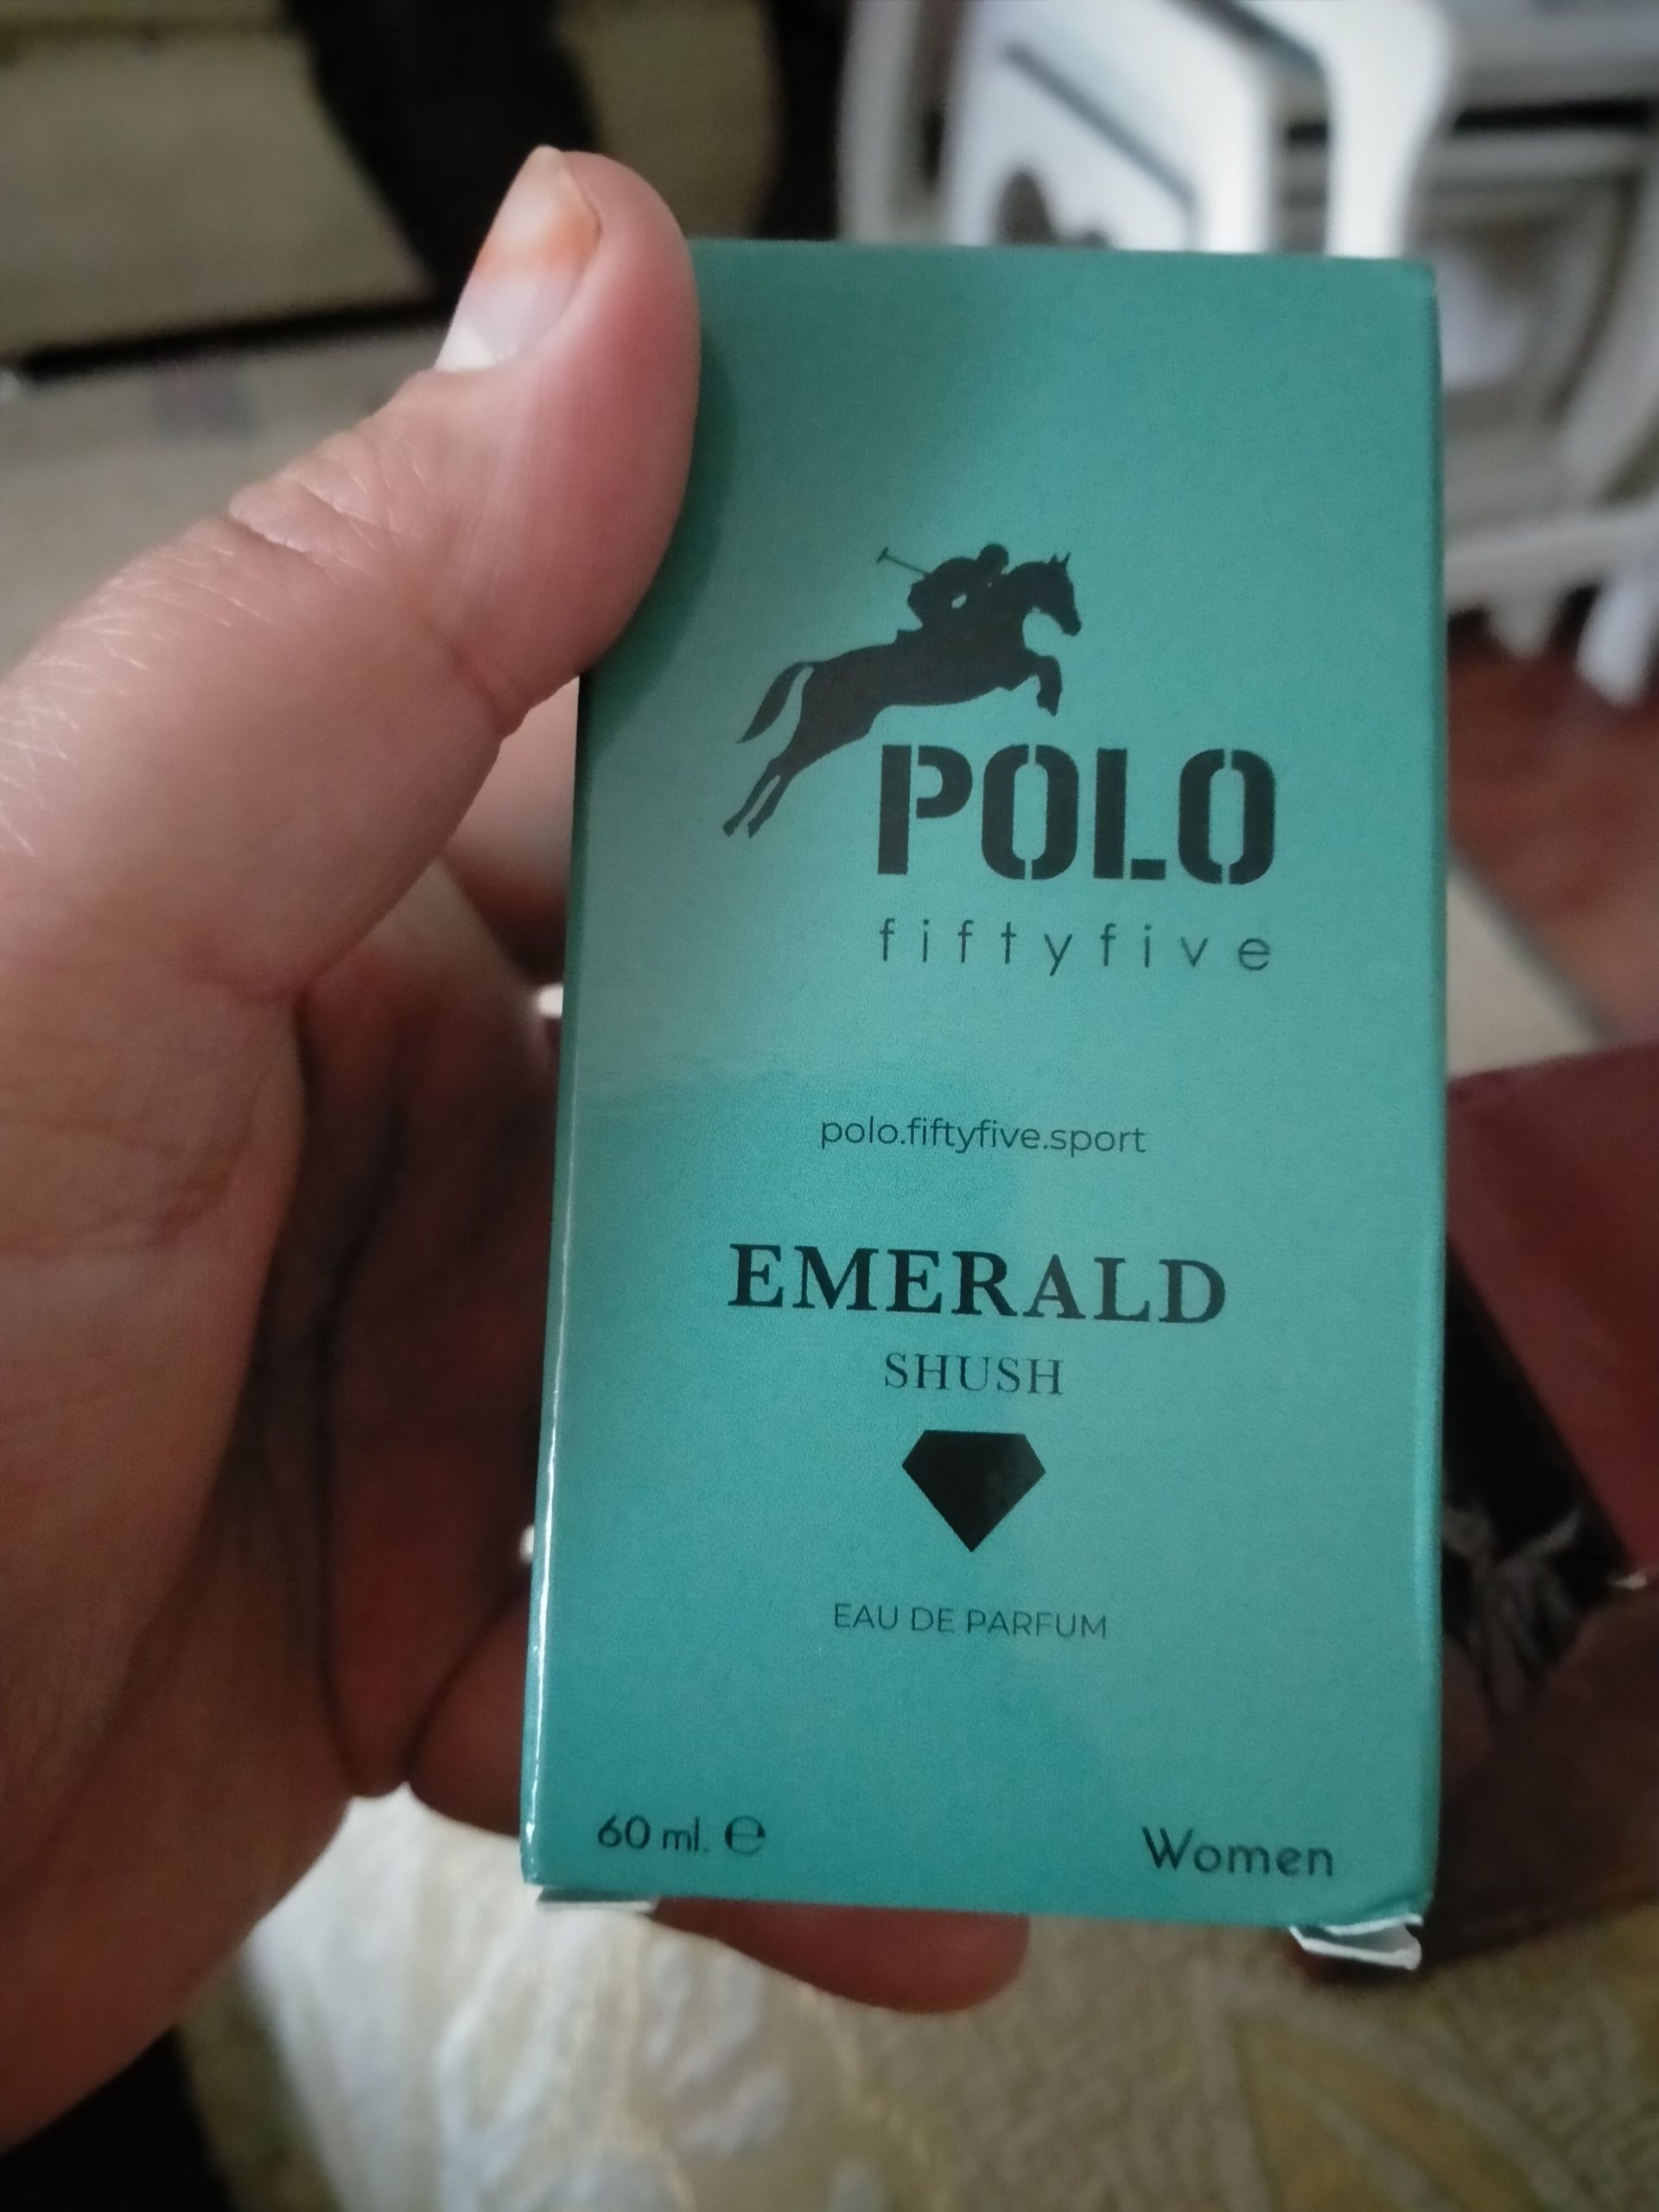 POLO
fiftyfive
polo.fiftyfive.sport
EMERALD
SHUSH
EAU DE PARFUM
60 ml. ℮
Women